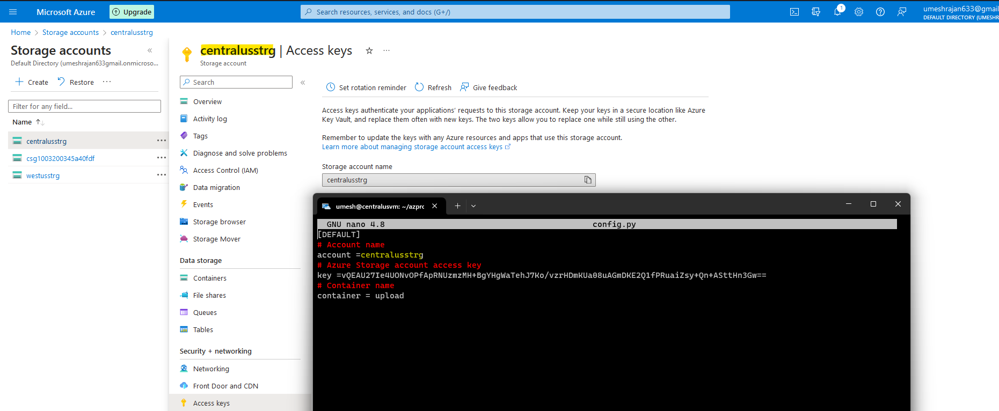 Microsoft Azure
Upgrade
Search resources, services, and docs (G+/)
1
umeshrajan633@gmail
DEFAULT DIRECTORY (UMESHR
Home > Storage accounts > centralusstrg
Storage accounts
Default Directory (umeshrajan633gmail.onmicroso...
Create
Restore
...
Filter for any field...
Name
centralusstrg
csg1003200345a40fdf
westusstrg
centralusstrg | Access keys
Storage account
Search
Overview
Activity log
Tags
Diagnose and solve problems
Access Control (IAM)
Data migration
Events
Storage browser
Storage Mover
Data storage
Containers
File shares
Queues
Tables
Security + networking
Networking
Front Door and CDN
Access keys
Set rotation reminder
Refresh
Give feedback
Access keys authenticate your applications' requests to this storage account. Keep your keys in a secure location like Azure
Key Vault, and replace them often with new keys. The two keys allow you to replace one while still using the other.
Remember to update the keys with any Azure resources and apps that use this storage account.
Learn more about managing storage account access keys
Storage account name
centralusstrg
umesh@centralusvm: ~/azprc
GNU nano 4.8
config.py
[DEFAULT]
# Account name
account =centralusstrg
# Azure Storage account access key
key =vQEAU27Ie4UONvOPfApRNUzmzMH+BgYHgWaTehJ7Ko/vzrHDmKUa08uAGmDKE2Q1fPRuaiZsy+Qn+ASttHn3Gw==
# Container name
container = upload